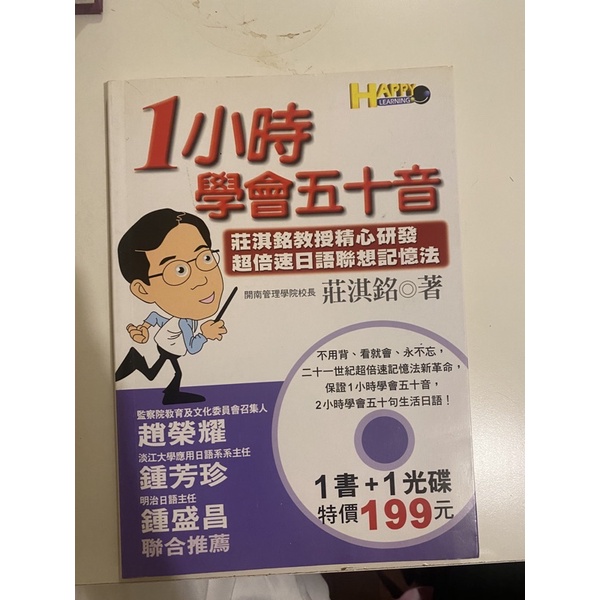 HAPPY
LEARNING
1小時
學會五十音
莊淇銘教授精心研發
超倍速日語聯想記憶法
開南管理學院校長 莊淇銘◎著
不用背、看就會、永不忘，
二十一世紀超倍速記憶法新革命，
保證1小時學會五十音，
2小時學會五十句生活日語！
監察院教育及文化委員會召集人
趙榮耀
淡江大學應用日語系系主任
鍾芳珍
明治日語主任
鍾盛昌
聯合推薦
1書+1光碟
特價199元